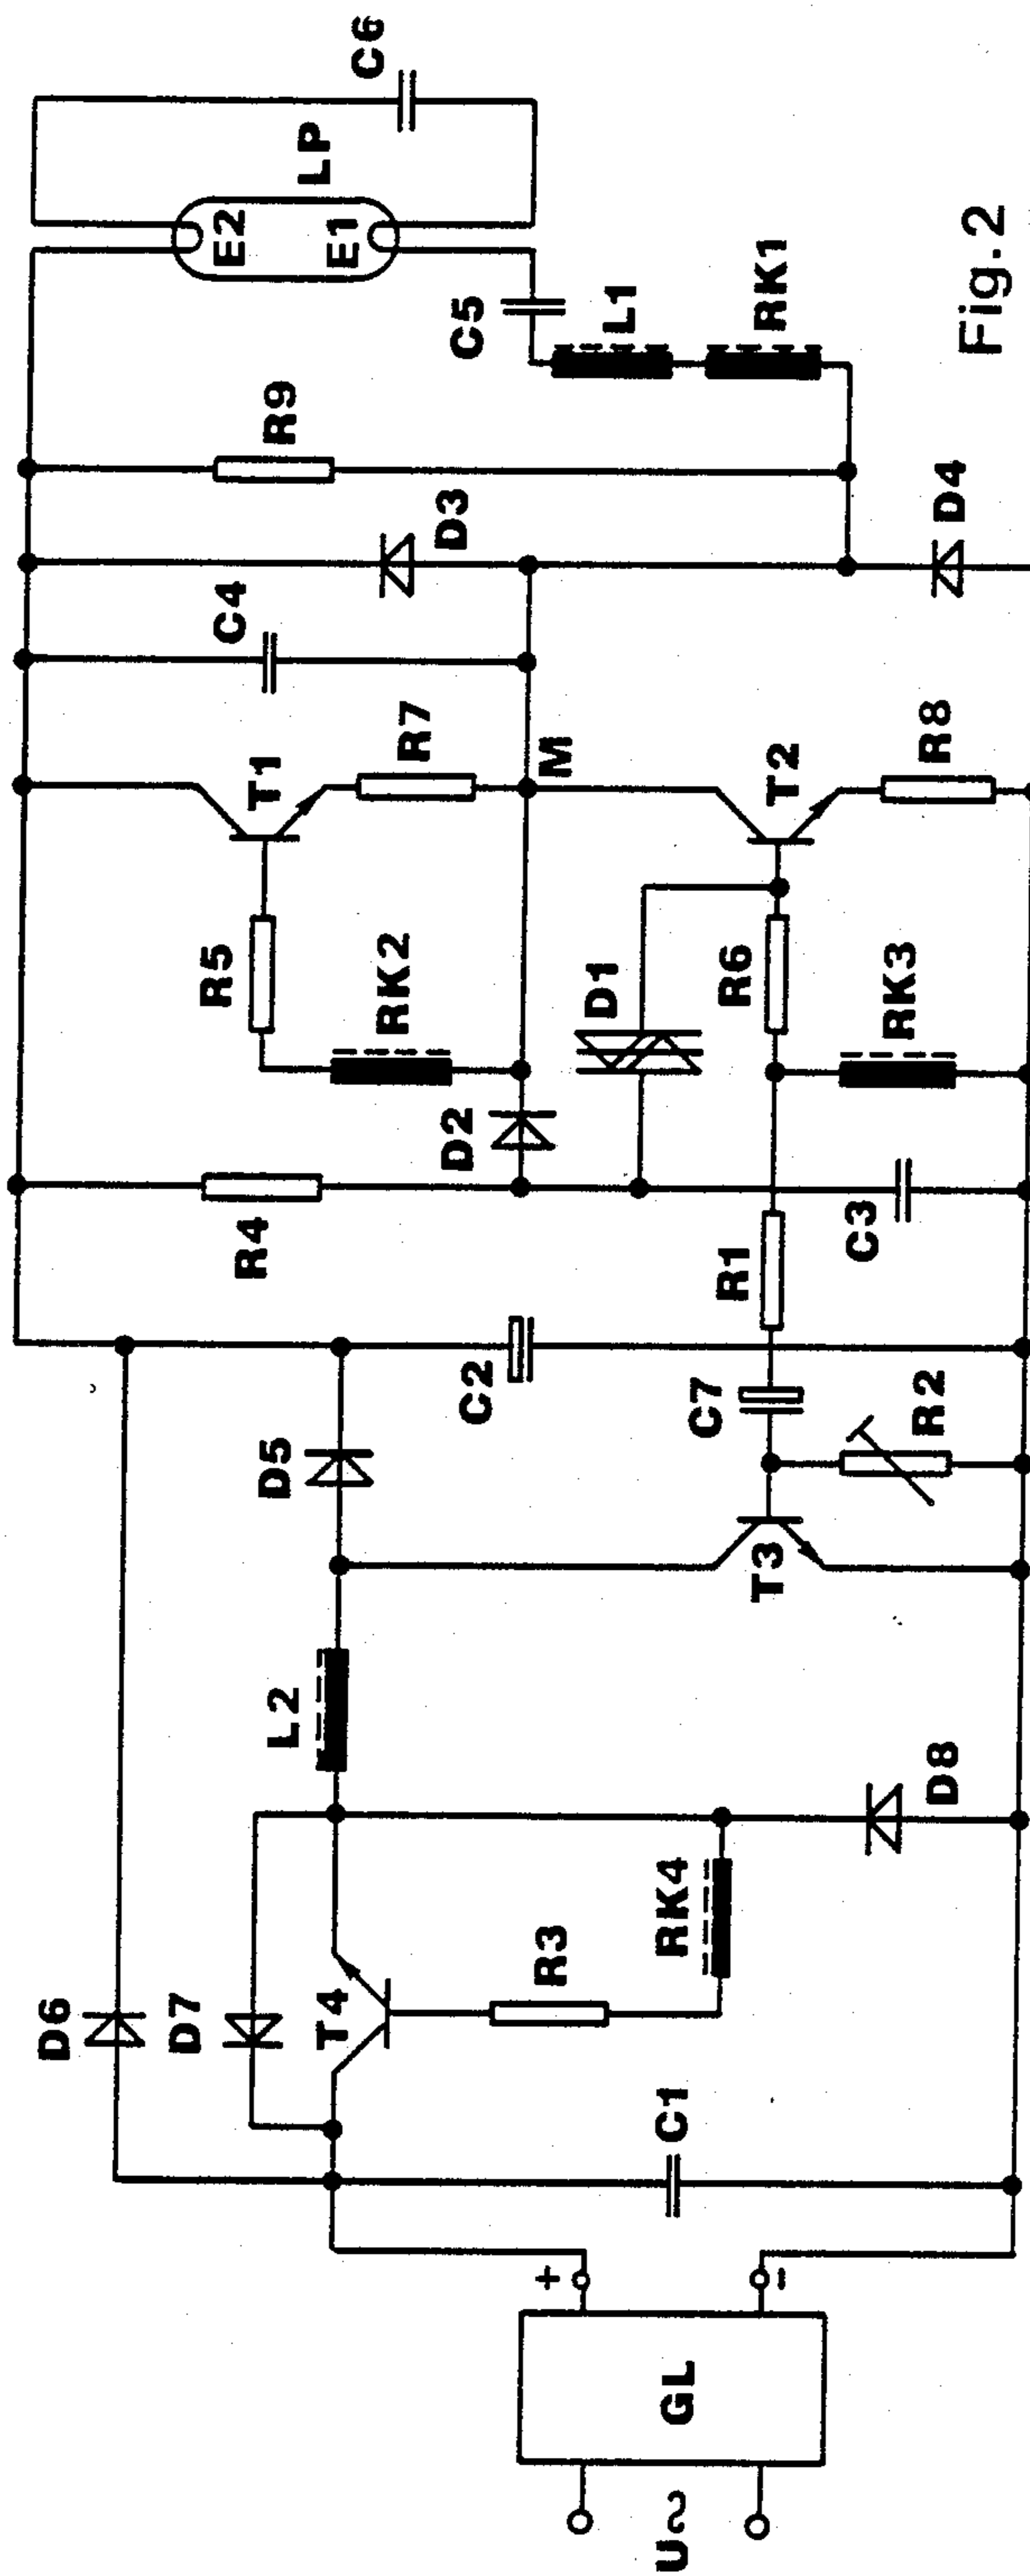 U~
GL
+
-
C1
D6
D7
T4
R3
RK4
D8
L2
D5
T3
R2
C7
C2
R1
R4
C3
D2
D1
RK2
R5
R6
RK3
T1
R7
M
T2
R8
C4
D3
D4
R9
C5
L1
RK1
E2
E1
LP
C6
Fig.2